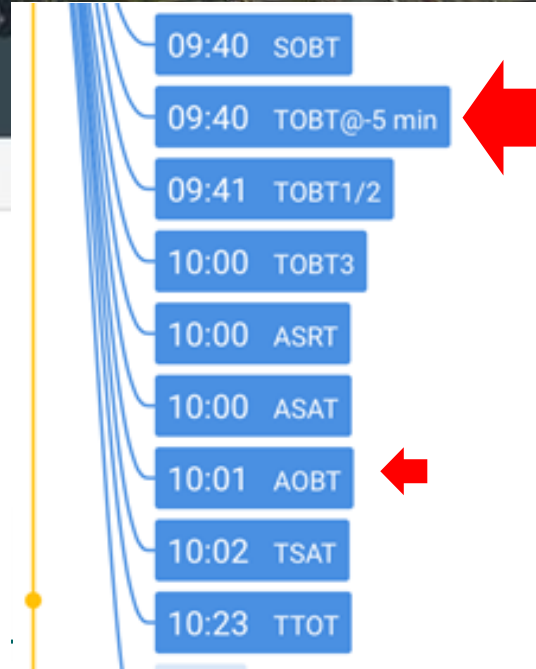 09:40 SOBT
09:40 TOBT@-5 min
09:41 TOBT1/2
10:00 TOBT3
10:00 ASRT
10:00 ASAT
10:01 AOBT
10:02 TSAT
10:23 TTOT